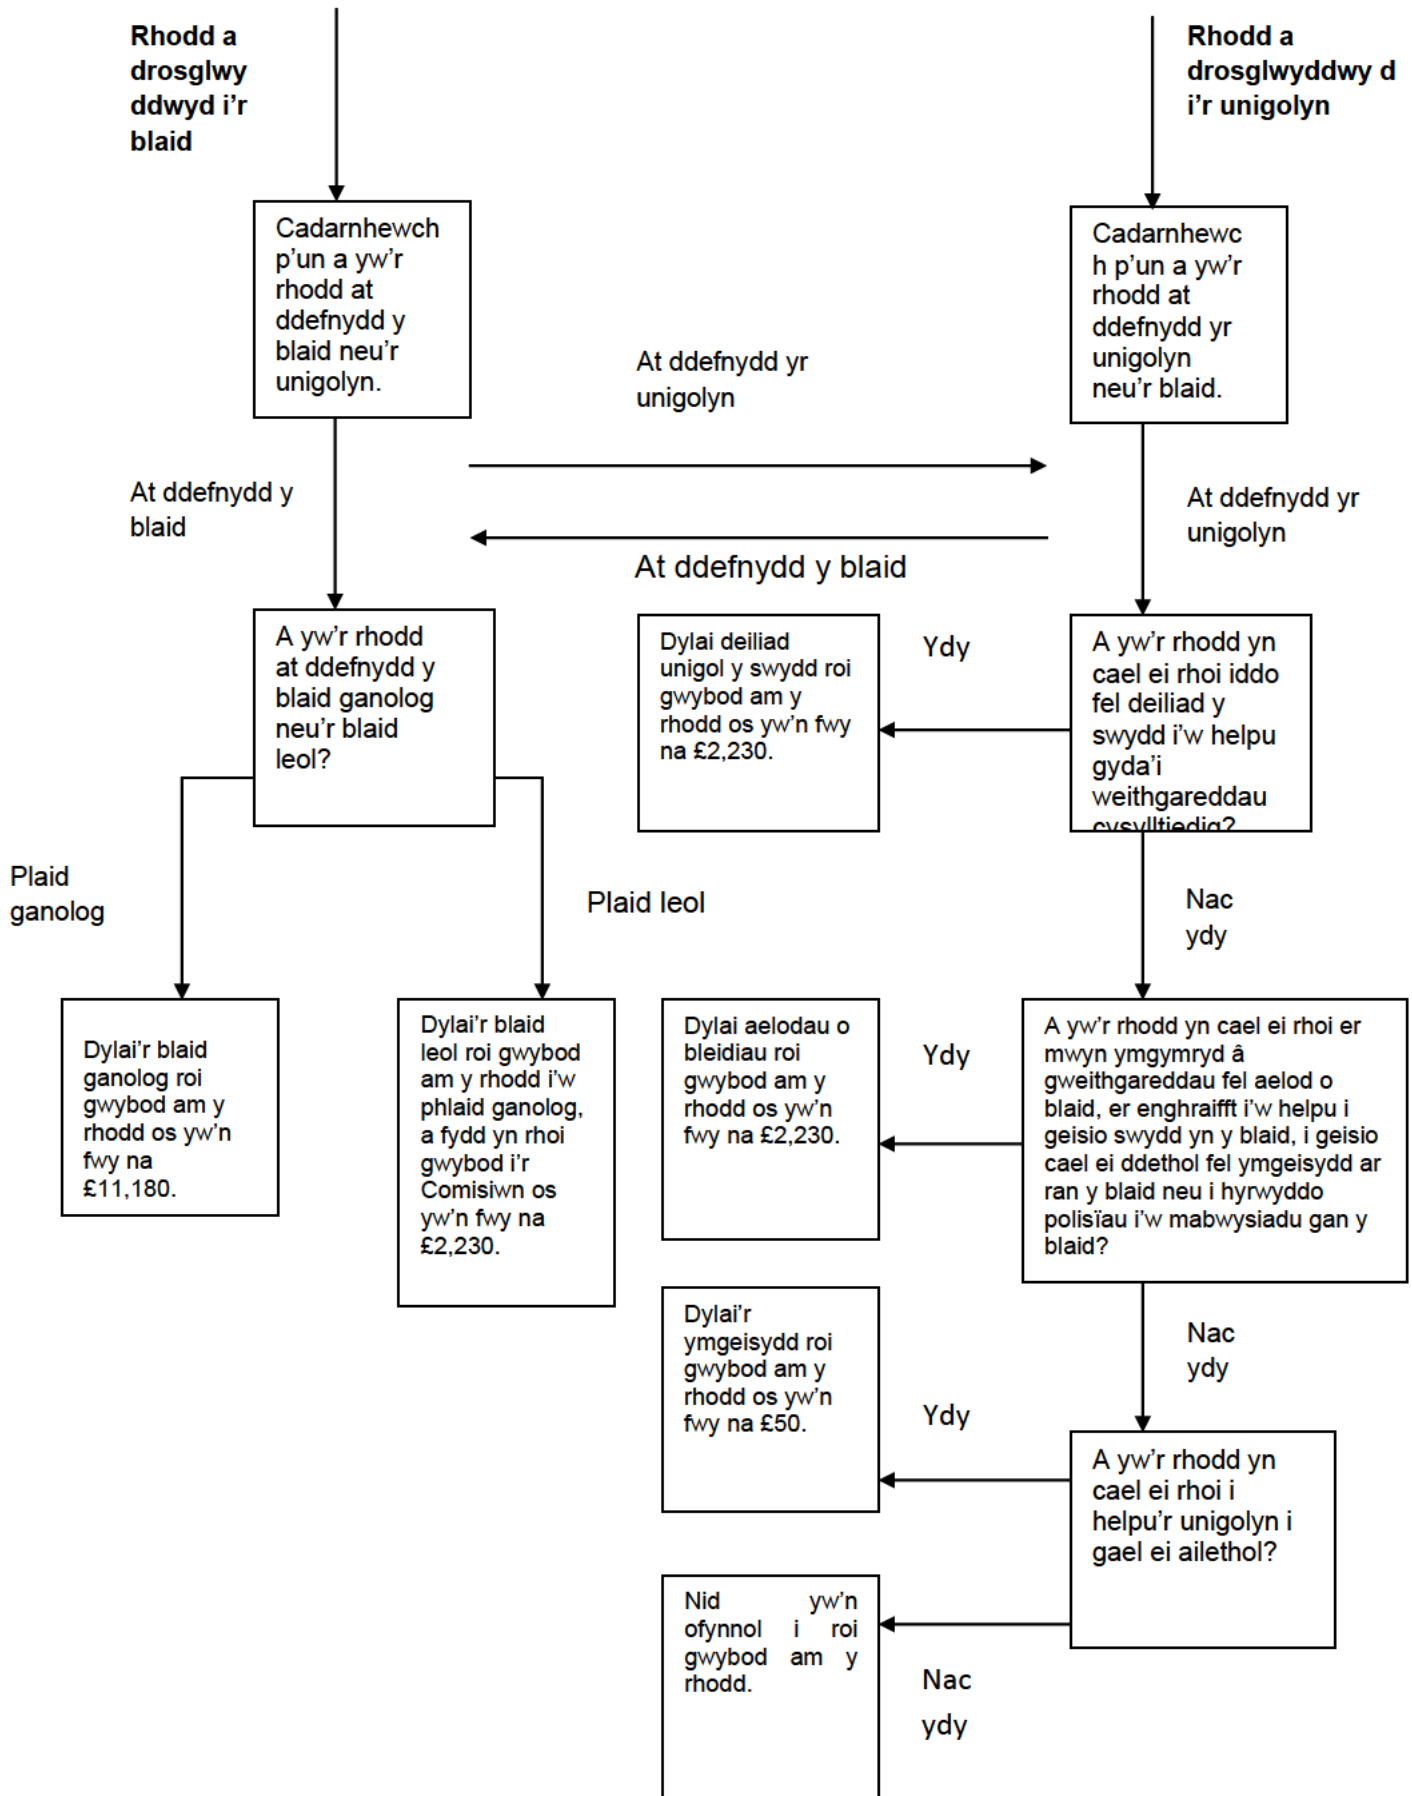 Rhodd a
drosglwy
ddwyd i'r
blaid
Rhodd a
drosglwyddwy d
i'r unigolyn
Cadarnhewch
p'un a yw'r
rhodd at
ddefnydd y
blaid neu'r
unigolyn.
Cadarnhewc
h p'un a yw'r
rhodd at
ddefnydd yr
unigolyn
neu'r blaid.
At ddefnydd yr
unigolyn
At ddefnydd y
blaid
At ddefnydd yr
unigolyn
At ddefnydd y blaid
A yw'r rhodd
at ddefnydd y
blaid ganolog
neu'r blaid
leol?
Dylai deiliad
unigol y swydd roi
gwybod am y
rhodd os yw'n fwy
na £2,230.
Ydy
A yw'r rhodd yn
cael ei rhoi iddo
fel deiliad y
swydd i'w helpu
gyda'i
weithgareddau
cysylltiedig?
Plaid
ganolog
Plaid leol
Nac
ydy
Dylai'r blaid
ganolog roi
gwybod am y
rhodd os yw'n
fwy na
£11,180.
Dylai'r blaid
leol roi gwybod
am y rhodd i'w
phlaid ganolog,
a fydd yn rhoi
gwybod i'r
Comisiwn os
yw'n fwy na
£2,230.
Dylai aelodau o
bleidiau roi
gwybod am y
rhodd os yw'n
fwy na £2,230.
Ydy
A yw'r rhodd yn cael ei rhoi er
mwyn ymgymryd â
gweithgareddau fel aelod o
blaid, er enghraifft i'w helpu i
geisio swydd yn y blaid, i geisio
cael ei ddethol fel ymgeisydd ar
ran y blaid neu i hyrwyddo
polisïau i'w mabwysiadu gan y
blaid?
Dylai'r
ymgeisydd roi
gwybod am y
rhodd os yw'n
fwy na £50.
Nac
ydy
Ydy
A yw'r rhodd yn
cael ei rhoi i
helpu'r unigolyn i
gael ei ailethol?
Nid yw'n
ofynnol i roi
gwybod am y
rhodd.
Nac
ydy